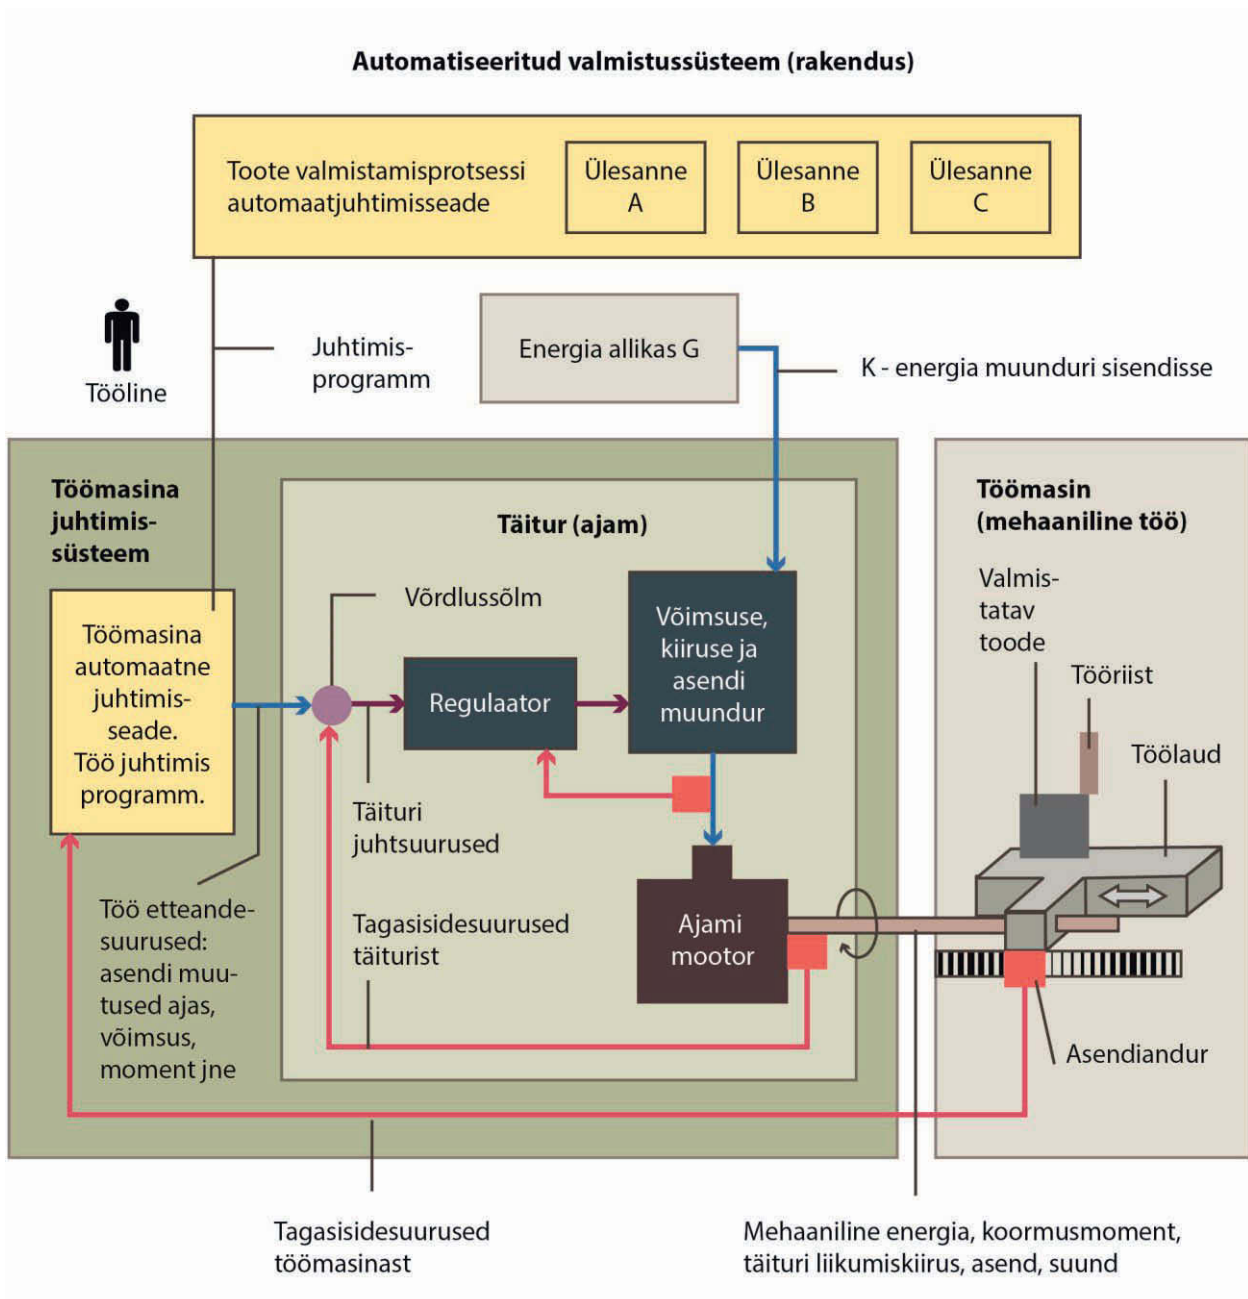 Automatiseeritud valmistussüsteem (rakendus)
Toote valmistamisprotsessi
automaatjuhtimisseade
Ülesanne
A
Ülesanne
B
Ülesanne
C
Tööline
Juhtimis-
programm
Energia allikas G
K - energia muunduri sisendisse
Töömasina
juhtimis-
süsteem
Täitur (ajam)
Töömasin
(mehaaniline töö)
Töömasina
automaatne
juhtimis-
seade.
Töö juhtimis
programm.
Võrdlussõlm
Regulaator
Võimsuse,
kiiruse ja
asendi
muundur
Valmis-
tatav
toode
Tööriist
Töölaud
Täituri
juhtsuurused
Töö etteande-
suurused:
asendi muu-
tused ajas,
võimsus,
moment jne
Tagasisidesuurused
täiturist
Ajami
mootor
Asendiandur
Tagasisidesuurused
töömasinast
Mehaaniline energia, koormusmoment,
täituri liikumiskiirus, asend, suund